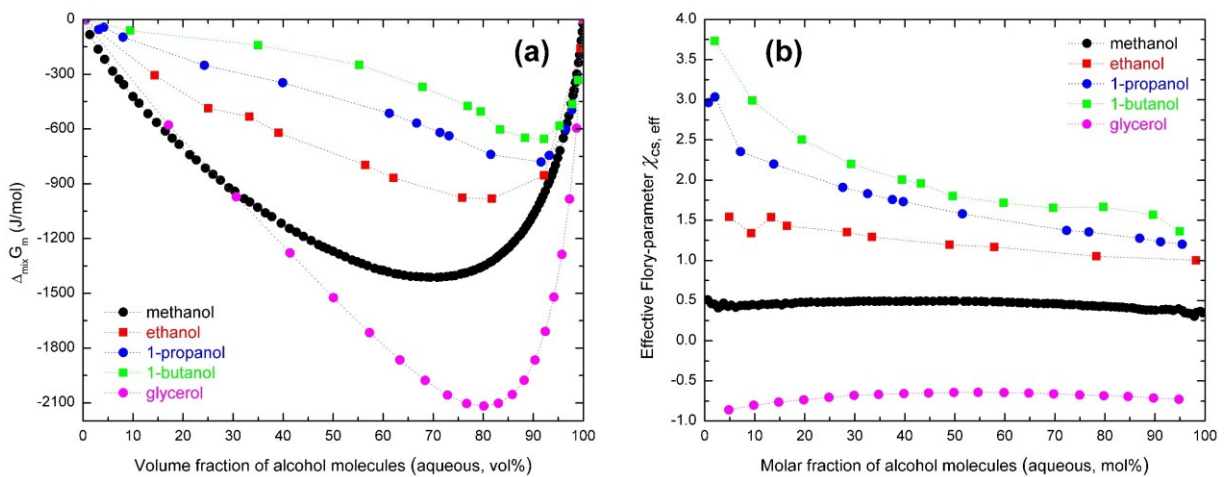 0
-300
-600
-900
-1200
-1500
-1800
-2100
Δmix Gm (J/mol)
(a)
methanol
ethanol
1-propanol
1-butanol
glycerol
0 10 20 30 40 50 60 70 80 90 100
Volume fraction of alcohol molecules (aqueous, vol%)
4.0
3.5
3.0
2.5
2.0
1.5
1.0
0.5
0.0
-0.5
-1.0
Effective Flory-parameter χcs, eff
(b)
methanol
ethanol
1-propanol
1-butanol
glycerol
0 10 20 30 40 50 60 70 80 90 100
Molar fraction of alcohol molecules (aqueous, mol%)